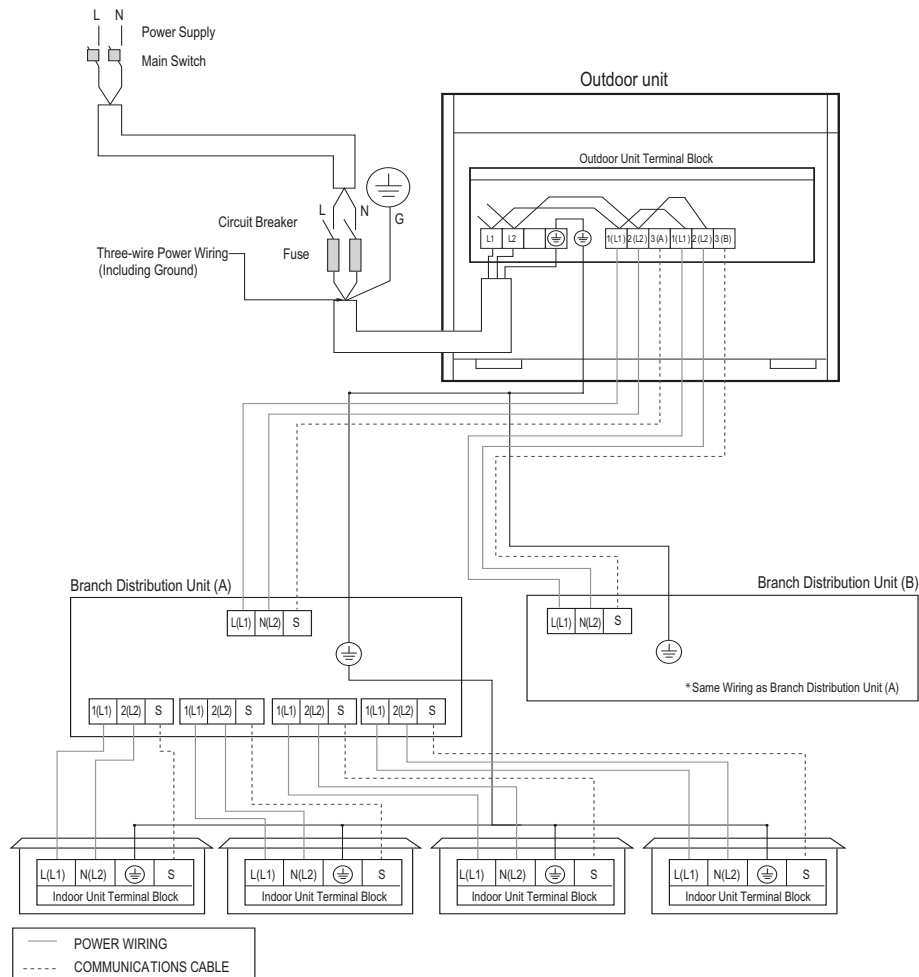 L N
Power Supply
Main Switch
Outdoor unit
Outdoor Unit Terminal Block
Circuit Breaker
L N
G
Three-wire Power Wiring
(Including Ground)
Fuse
L1 L2
1(L1) 2(L2) 3(A) 1(L1) 2(L2) 3(B)
Branch Distribution Unit (A)
L(L1) N(L2) S
1(L1) 2(L2) S 1(L1) 2(L2) S 1(L1) 2(L2) S 1(L1) 2(L2) S
Branch Distribution Unit (B)
L(L1) N(L2) S
*Same Wiring as Branch Distribution Unit (A)
L(L1) N(L2) S
Indoor Unit Terminal Block
L(L1) N(L2) S
Indoor Unit Terminal Block
L(L1) N(L2) S
Indoor Unit Terminal Block
L(L1) N(L2) S
Indoor Unit Terminal Block
POWER WIRING
COMMUNICATIONS CABLE